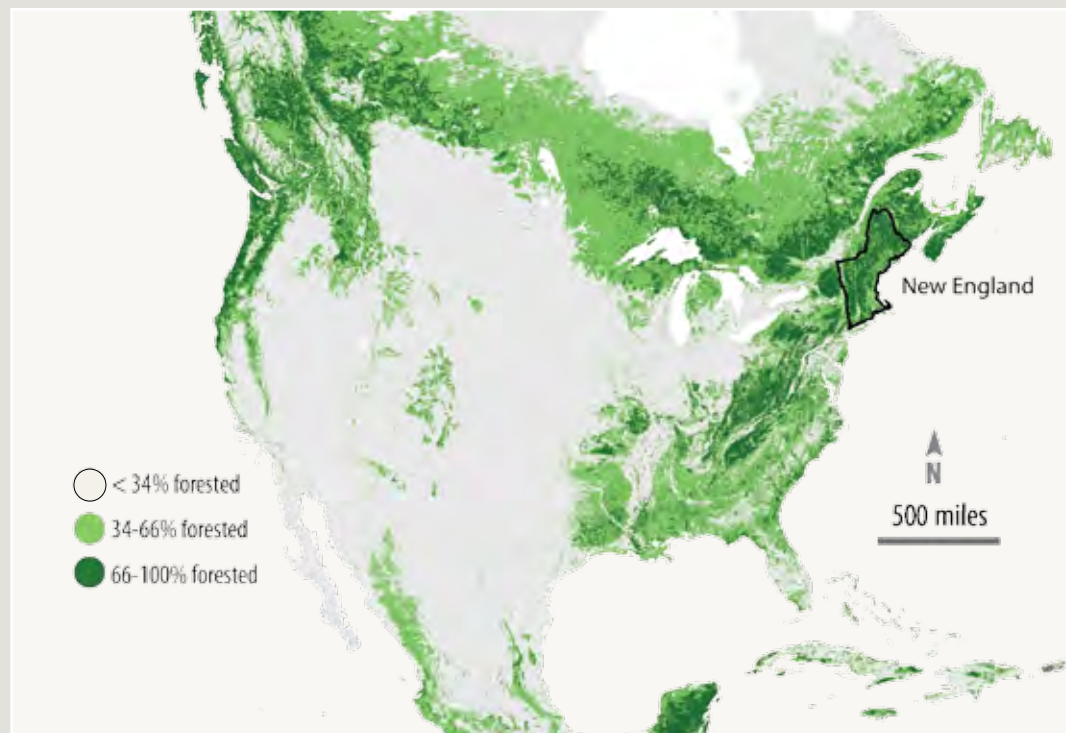 New England
N
500 miles
< 34% forested
34-66% forested
66-100% forested